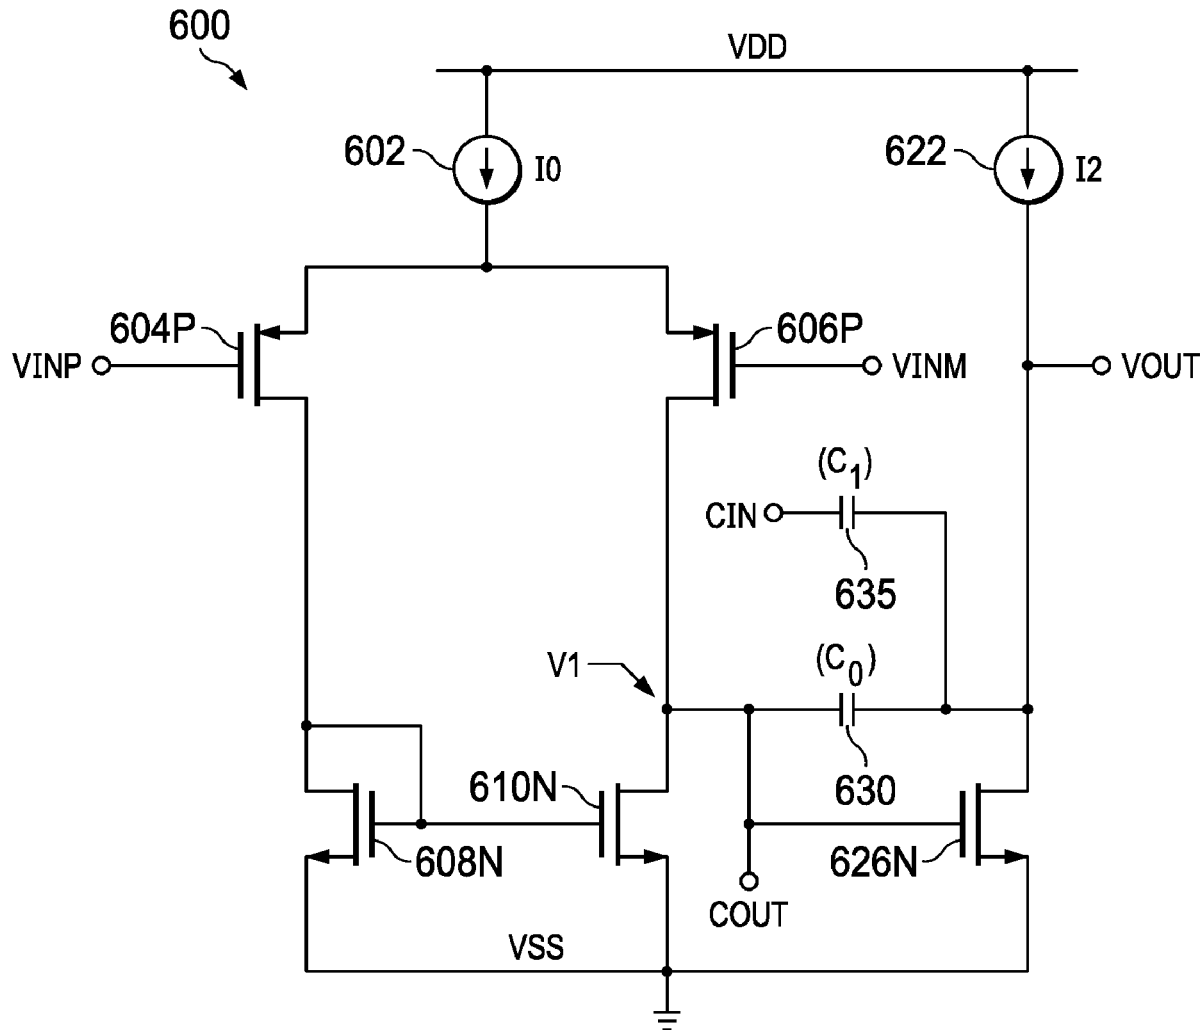 600
VDD
602
I0
622
I2
604P
606P
VINP
VINM
VOUT
(C1)
CIN
635
V1
(C0)
610N
630
608N
626N
COUT
VSS